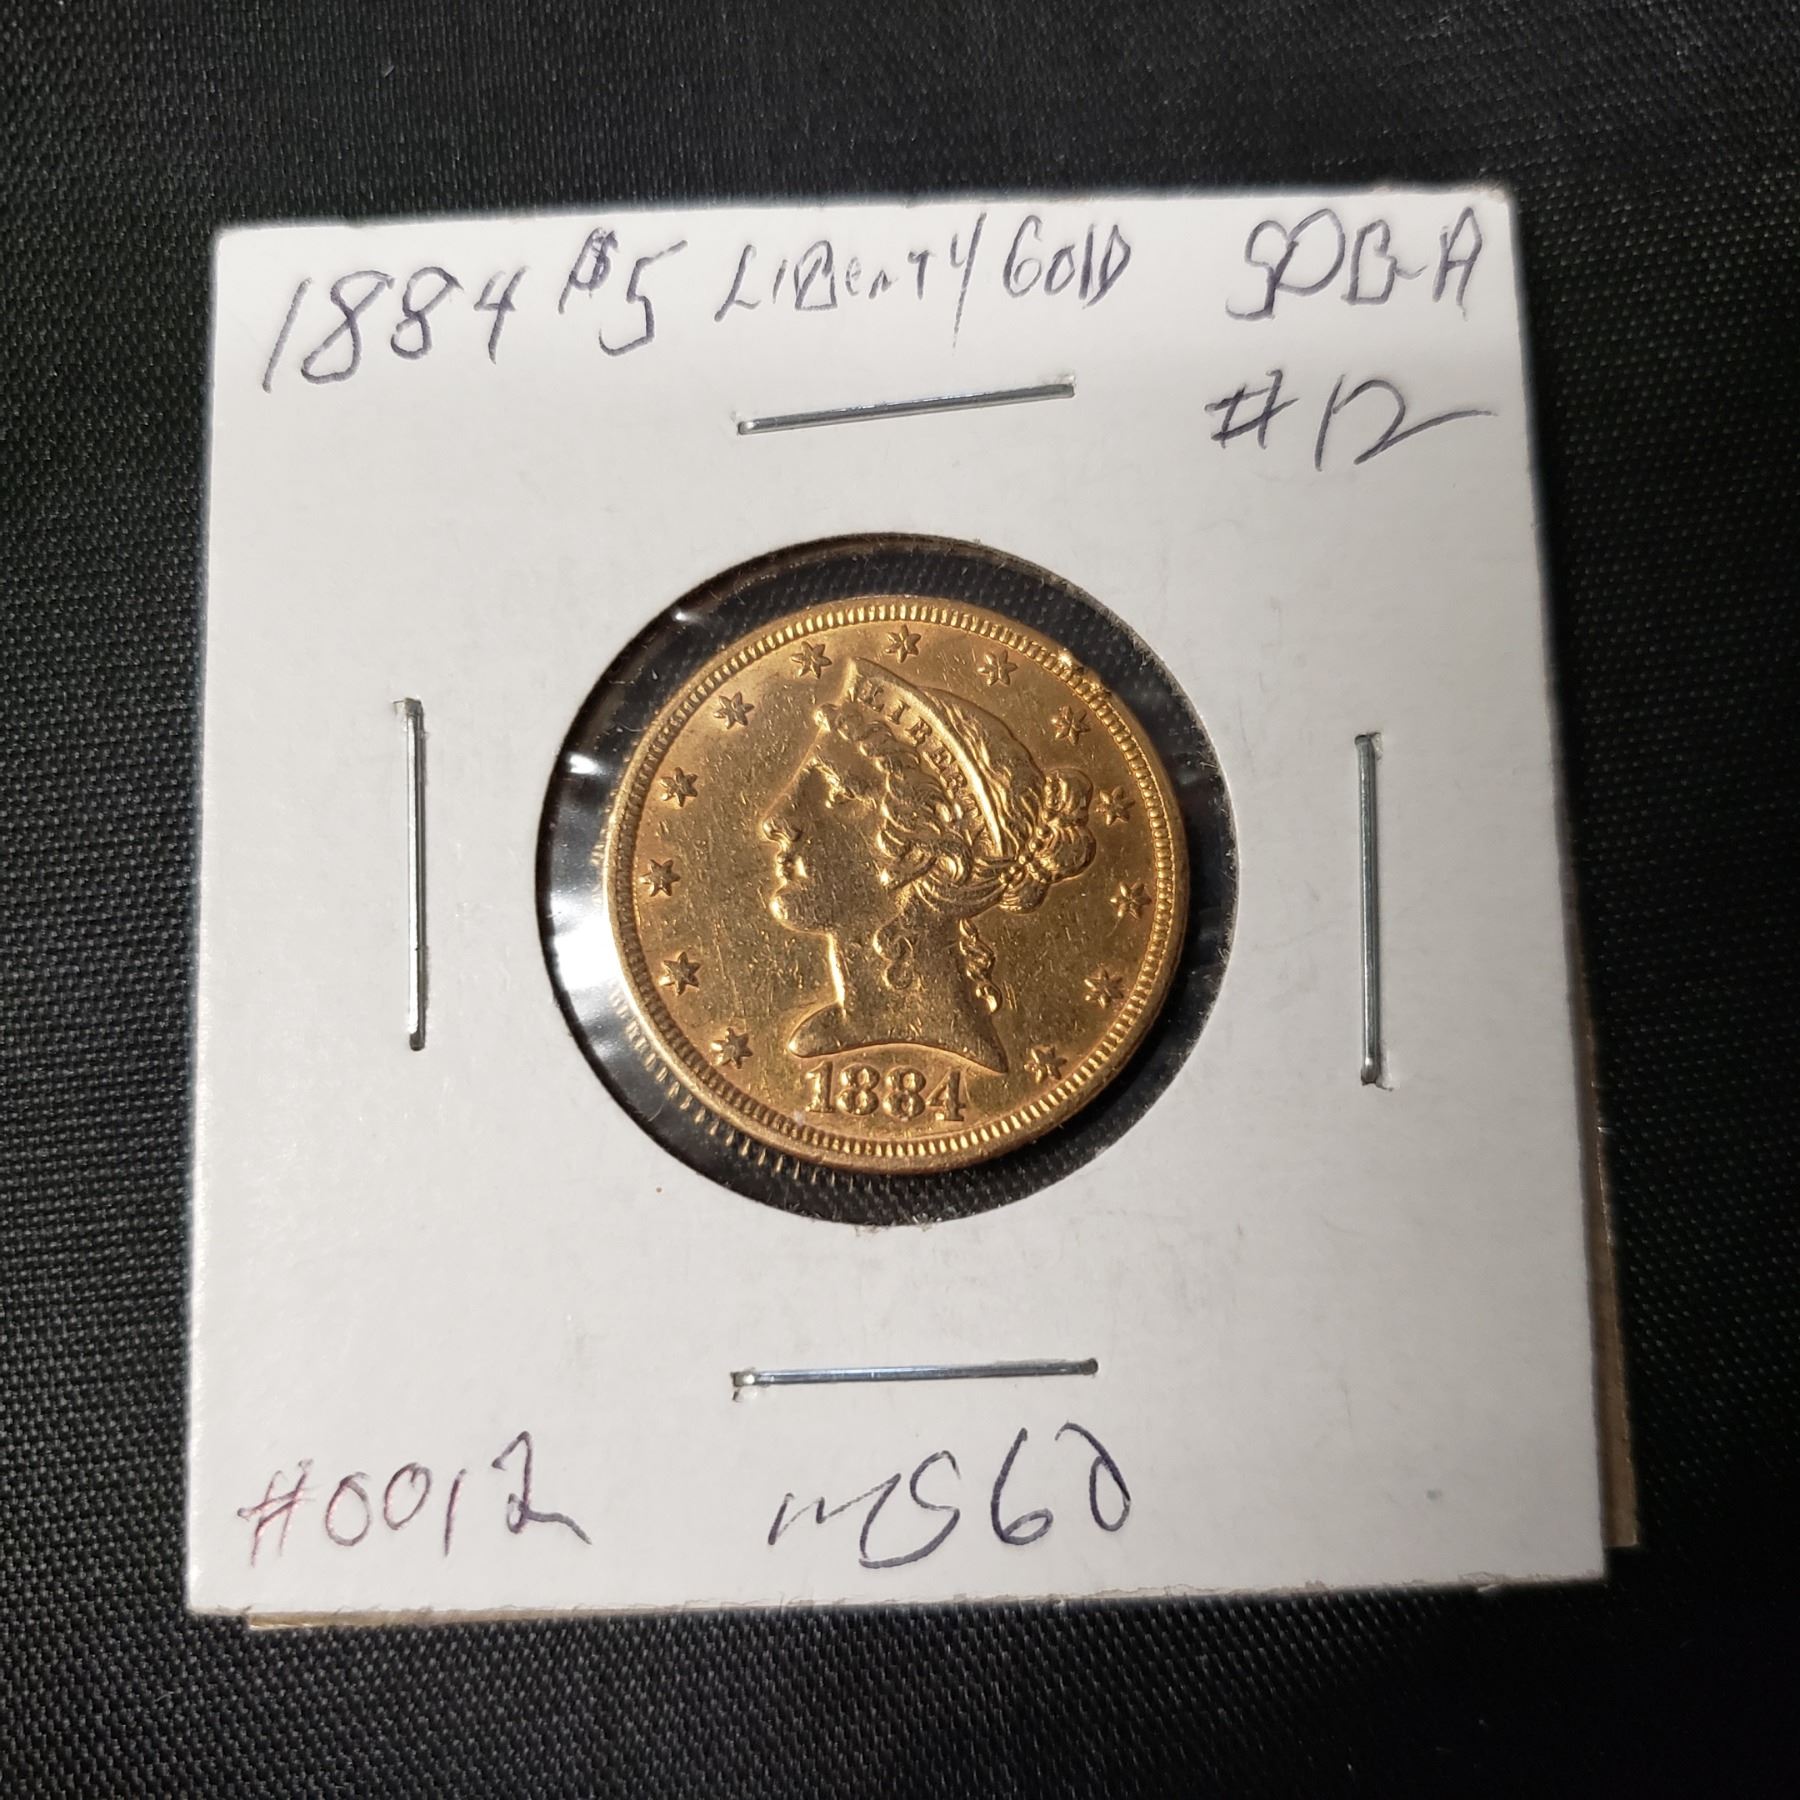 1884 $5 LIBERTY GOLD SDB-A
#12
LIBERTY
1884
#0012 MS60